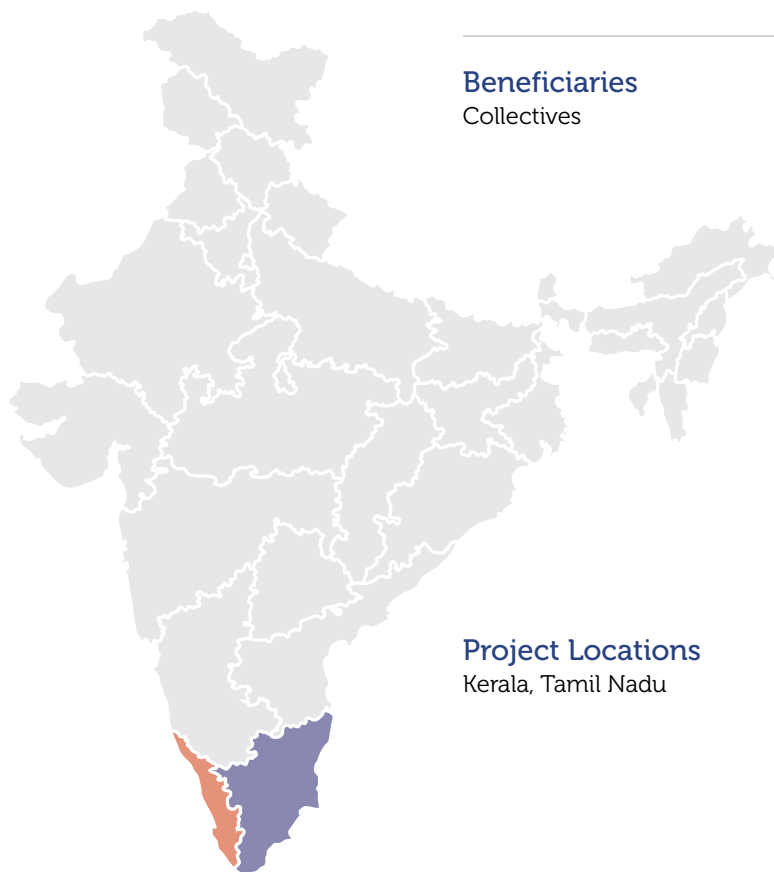 Beneficiaries
Collectives
Project Locations
Kerala, Tamil Nadu